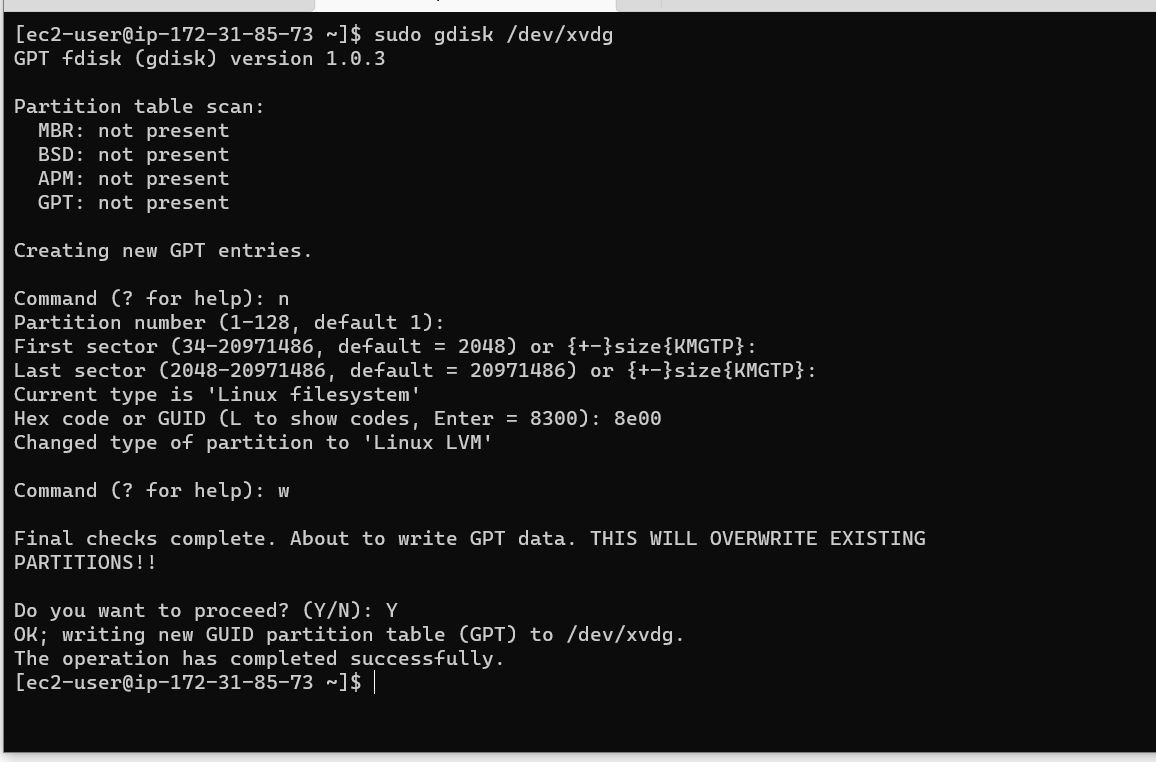 [ec2-user@ip-172-31-85-73 ~]$ sudo gdisk /dev/xvdg
GPT fdisk (gdisk) version 1.0.3
Partition table scan:
  MBR: not present
  BSD: not present
  APM: not present
  GPT: not present
Creating new GPT entries.
Command (? for help): n
Partition number (1-128, default 1):
First sector (34-20971486, default = 2048) or {+-}size{KMGTP}:
Last sector (2048-20971486, default = 20971486) or {+-}size{KMGTP}:
Current type is 'Linux filesystem'
Hex code or GUID (L to show codes, Enter = 8300): 8e00
Changed type of partition to 'Linux LVM'
Command (? for help): w
Final checks complete. About to write GPT data. THIS WILL OVERWRITE EXISTING
PARTITIONS!!
Do you want to proceed? (Y/N): Y
OK; writing new GUID partition table (GPT) to /dev/xvdg.
The operation has completed successfully.
[ec2-user@ip-172-31-85-73 ~]$